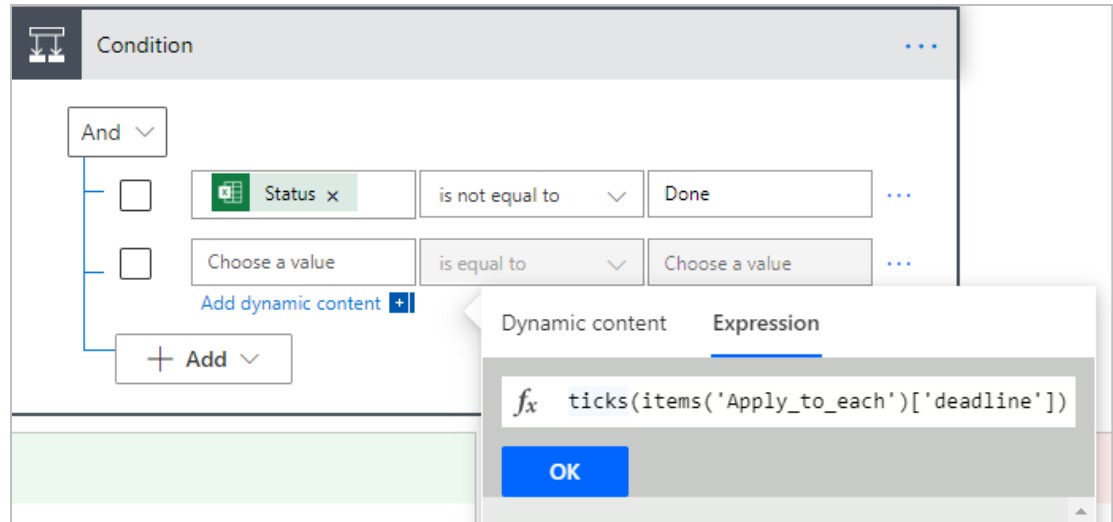 Condition
And
Status
is not equal to
Done
Choose a value
is equal to
Choose a value
Add dynamic content
Add
Dynamic content
Expression
fx ticks(items('Apply_to_each')['deadline'])
OK